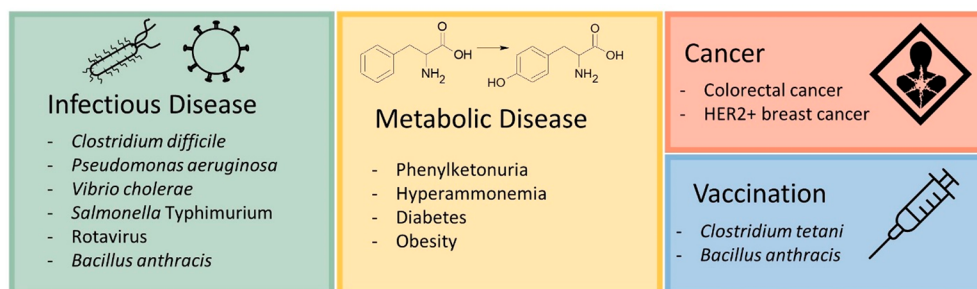 Infectious Disease
- Clostridium difficile
- Pseudomonas aeruginosa
- Vibrio cholerae
- Salmonella Typhimurium
- Rotavirus
- Bacillus anthracis
O
OH
NH2
O
OH
NH2
HO
Metabolic Disease
- Phenylketonuria
- Hyperammonemia
- Diabetes
- Obesity
Cancer
- Colorectal cancer
- HER2+ breast cancer
Vaccination
- Clostridium tetani
- Bacillus anthracis